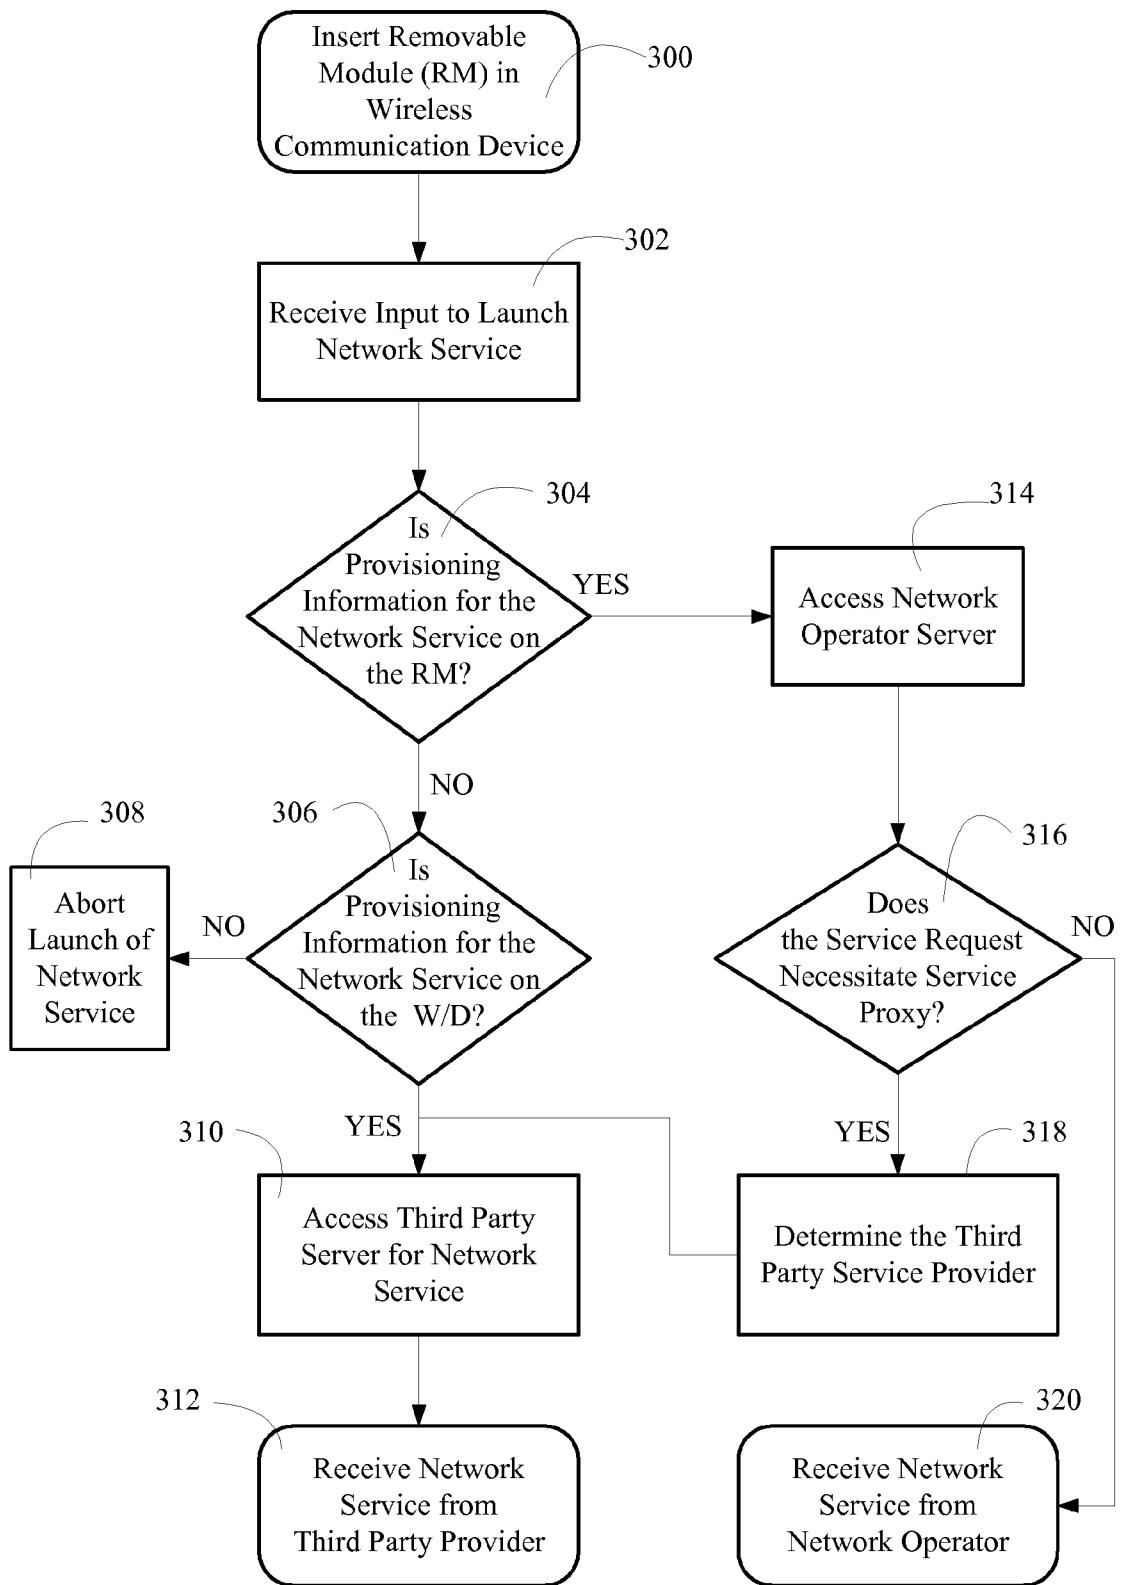 Insert Removable
Module (RM) in
Wireless
Communication Device
300
302
Receive Input to Launch
Network Service
304
Is
Provisioning
Information for the
Network Service on
the RM?
YES
314
Access Network
Operator Server
NO
306
Is
Provisioning
Information for the
Network Service on
the W/D?
308
NO
Abort
Launch of
Network
Service
316
Does
the Service Request
Necessitate Service
Proxy?
NO
YES
310
Access Third Party
Server for Network
Service
YES
318
Determine the Third
Party Service Provider
312
Receive Network
Service from
Third Party Provider
320
Receive Network
Service from
Network Operator